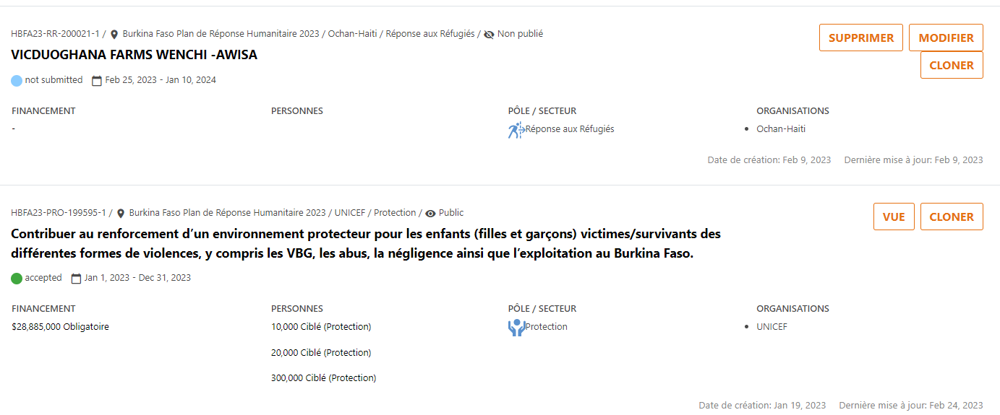 HBFA23-RR-200021-1 / Burkina Faso Plan de Réponse Humanitaire 2023 / Ochan-Haiti / Réponse aux Réfugiés / Non publié
SUPPRIMER MODIFIER
VICDUOGHANA FARMS WENCHI -AWISA
CLONER
not submitted Feb 25, 2023 - Jan 10, 2024
FINANCEMENT PERSONNES PÔLE / SECTEUR ORGANISATIONS
- Réponse aux Réfugiés • Ochan-Haiti
Date de création: Feb 9, 2023 Dernière mise à jour: Feb 9, 2023
HBFA23-PRO-199595-1 / Burkina Faso Plan de Réponse Humanitaire 2023 / UNICEF / Protection / Public
VUE CLONER
Contribuer au renforcement d’un environnement protecteur pour les enfants (filles et garçons) victimes/survivants des
différentes formes de violences, y compris les VBG, les abus, la négligence ainsi que l’exploitation au Burkina Faso.
accepted Jan 1, 2023 - Dec 31, 2023
FINANCEMENT PERSONNES PÔLE / SECTEUR ORGANISATIONS
$28,885,000 Obligatoire 10,000 Ciblé (Protection) Protection • UNICEF
20,000 Ciblé (Protection)
300,000 Ciblé (Protection)
Date de création: Jan 19, 2023 Dernière mise à jour: Feb 24, 2023